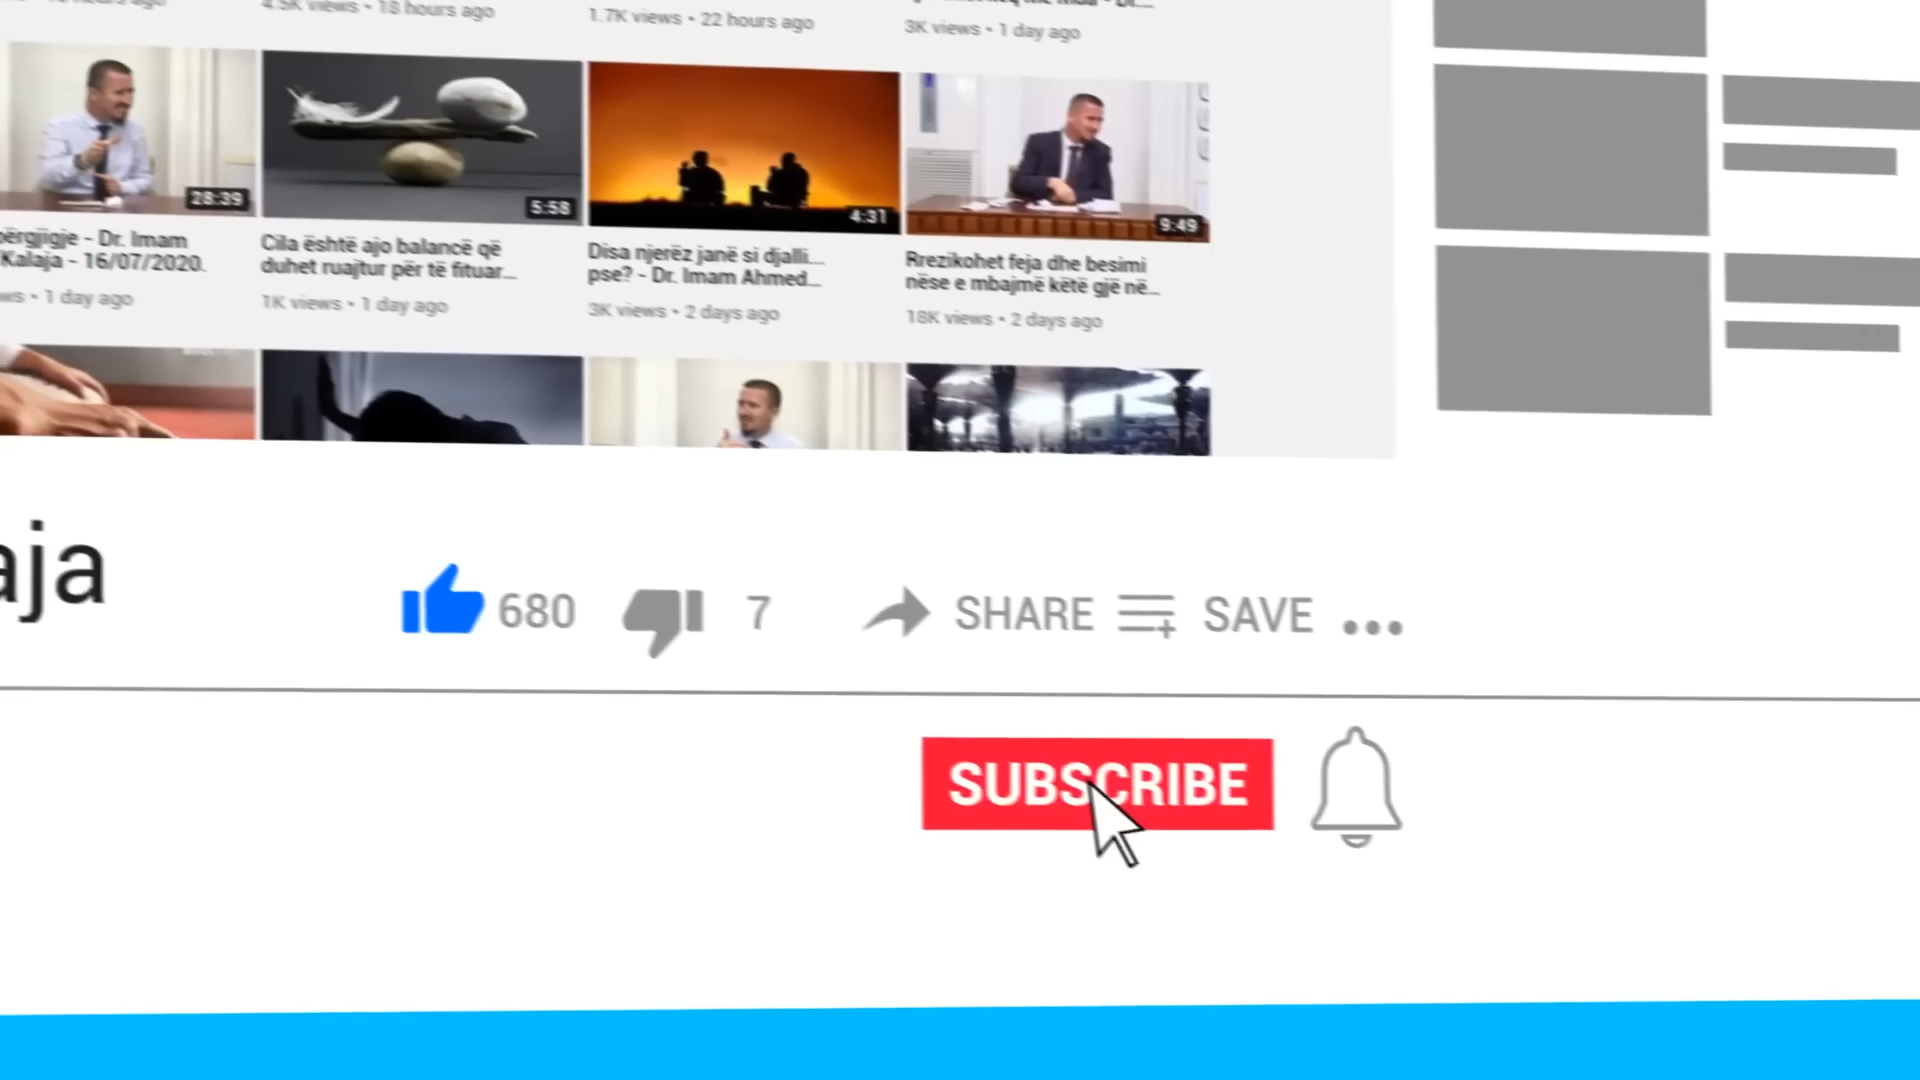 4.5K views • 18 hours ago
1.7K views • 22 hours ago
3K views • 1 day ago
28:39
5:58
4:31
9:49
përgjigje - Dr. Imam
Kalaja - 16/07/2020.
1 day ago
Cila është ajo balancë që
duhet ruajtur për të fituar...
1K views • 1 day ago
Disa njerëz janë si djalli...
pse? - Dr. Imam Ahmed...
3K views • 2 days ago
Rrezikohet feja dhe besimi
nëse e mbajmë këtë gjë në...
18K views • 2 days ago
aja
680
7
SHARE
SAVE
SUBSCRIBE